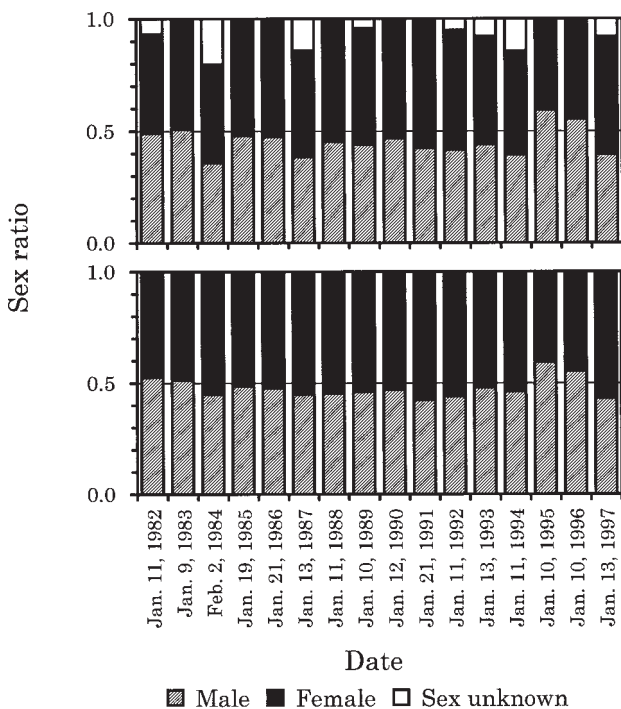 Sex ratio
1.0
0.5
0.0
1.0
0.5
0.0
Jan. 11, 1982
Jan. 9, 1983
Feb. 2, 1984
Jan. 19, 1985
Jan. 21, 1986
Jan. 13, 1987
Jan. 11, 1988
Jan. 10, 1989
Jan. 12, 1990
Jan. 21, 1991
Jan. 11, 1992
Jan. 13, 1993
Jan. 11, 1994
Jan. 10, 1995
Jan. 10, 1996
Jan. 13, 1997
Date
Male Female Sex unknown